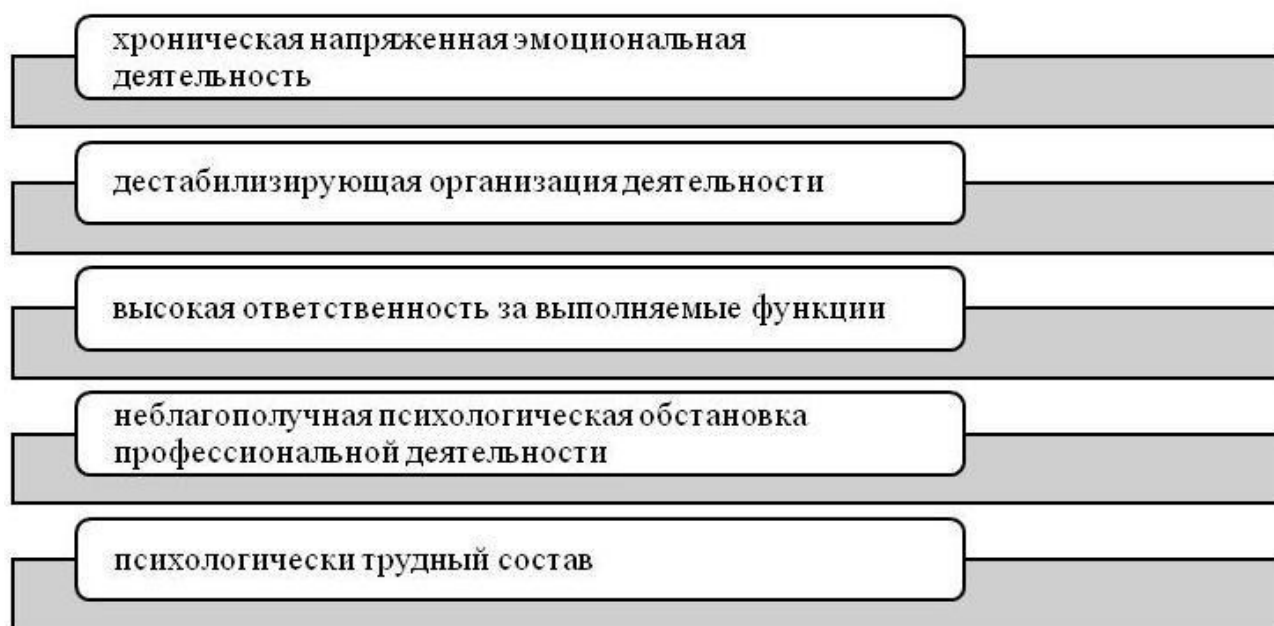 хроническая напряженная эмоциональная
деятельность
дестабилизирующая организация деятельности
высокая ответственность за выполняемые функции
неблагополучная психологическая обстановка
профессиональной деятельности
психологически трудный состав